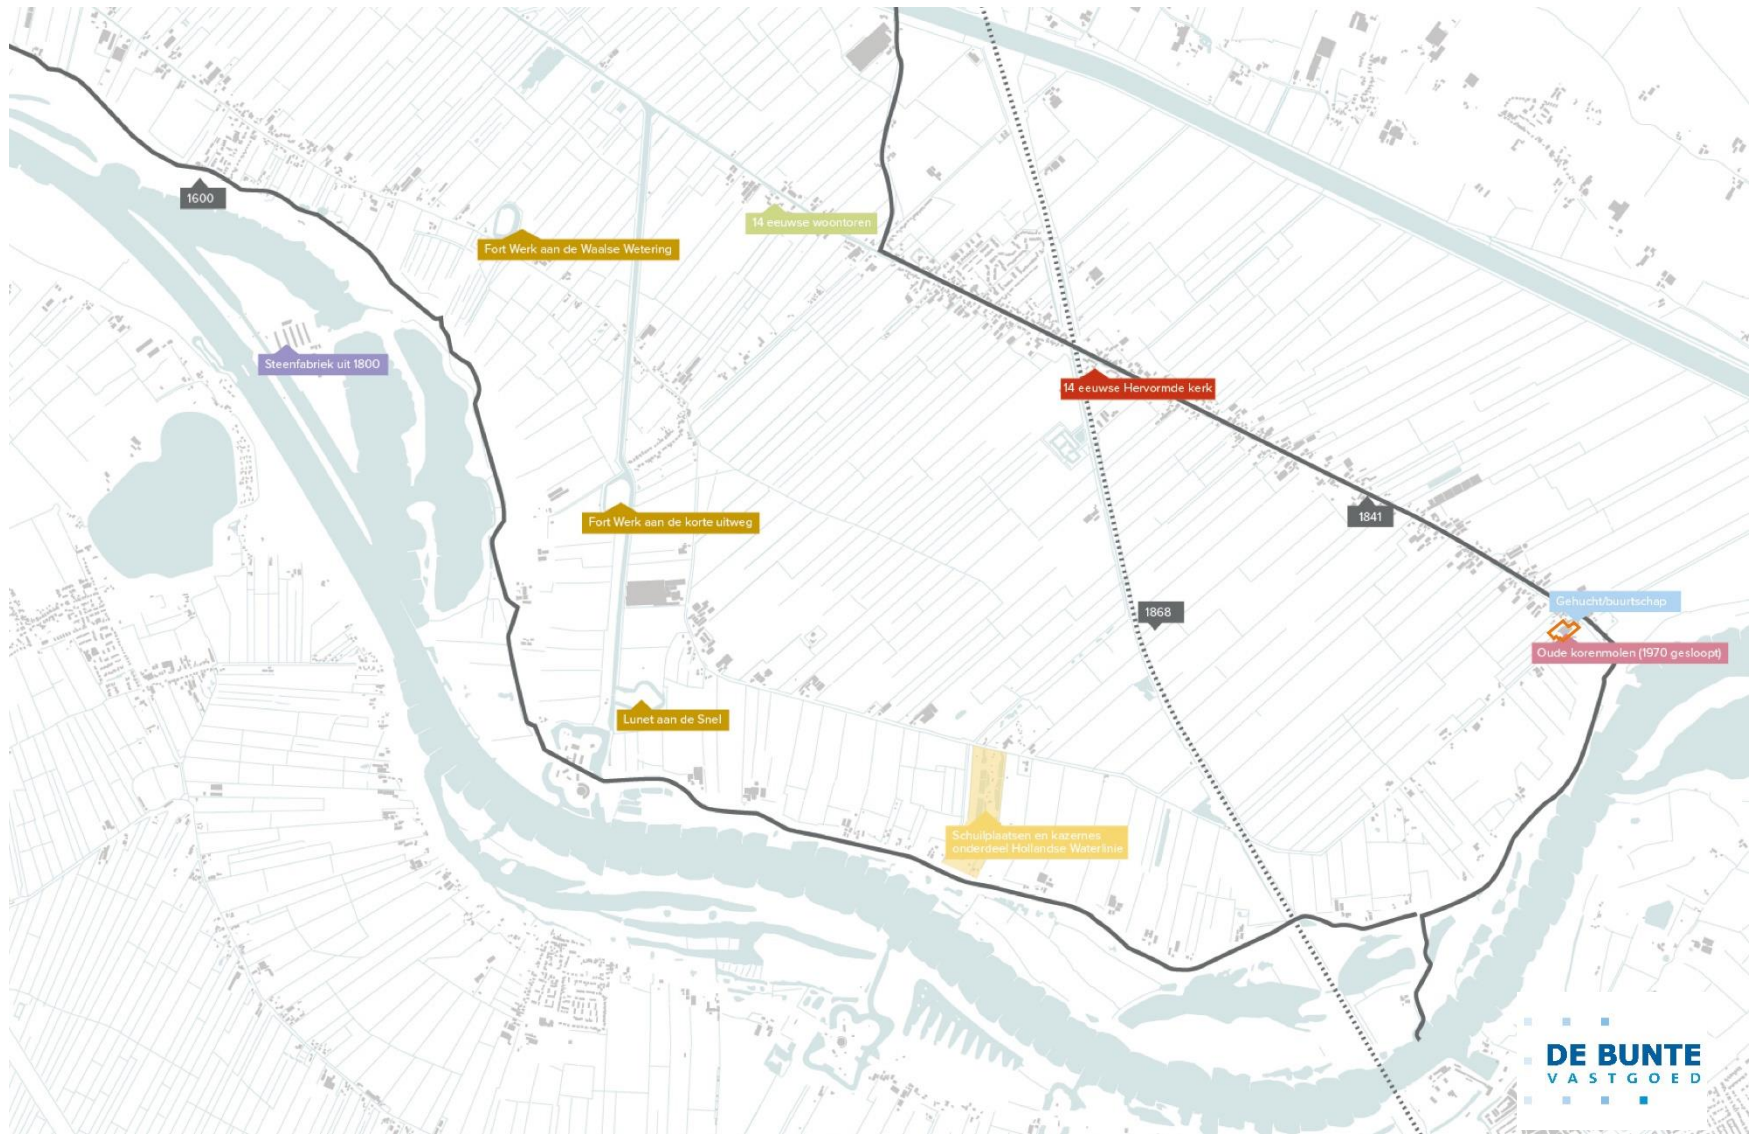 1600
14 eeuwse woontoren
Fort Werk aan de Waalse Wetering
Steenfabriek uit 1800
14 eeuwse Hervormde kerk
1841
Fort Werk aan de korte uitweg
Gehucht/buurtschap
1868
Oude korenmolen (1970 gesloopt)
Lunet aan de Snel
Schuilplaatsen en kazernes
onderdeel Hollandse Waterlinie
DE BUNTE
VASTGOED